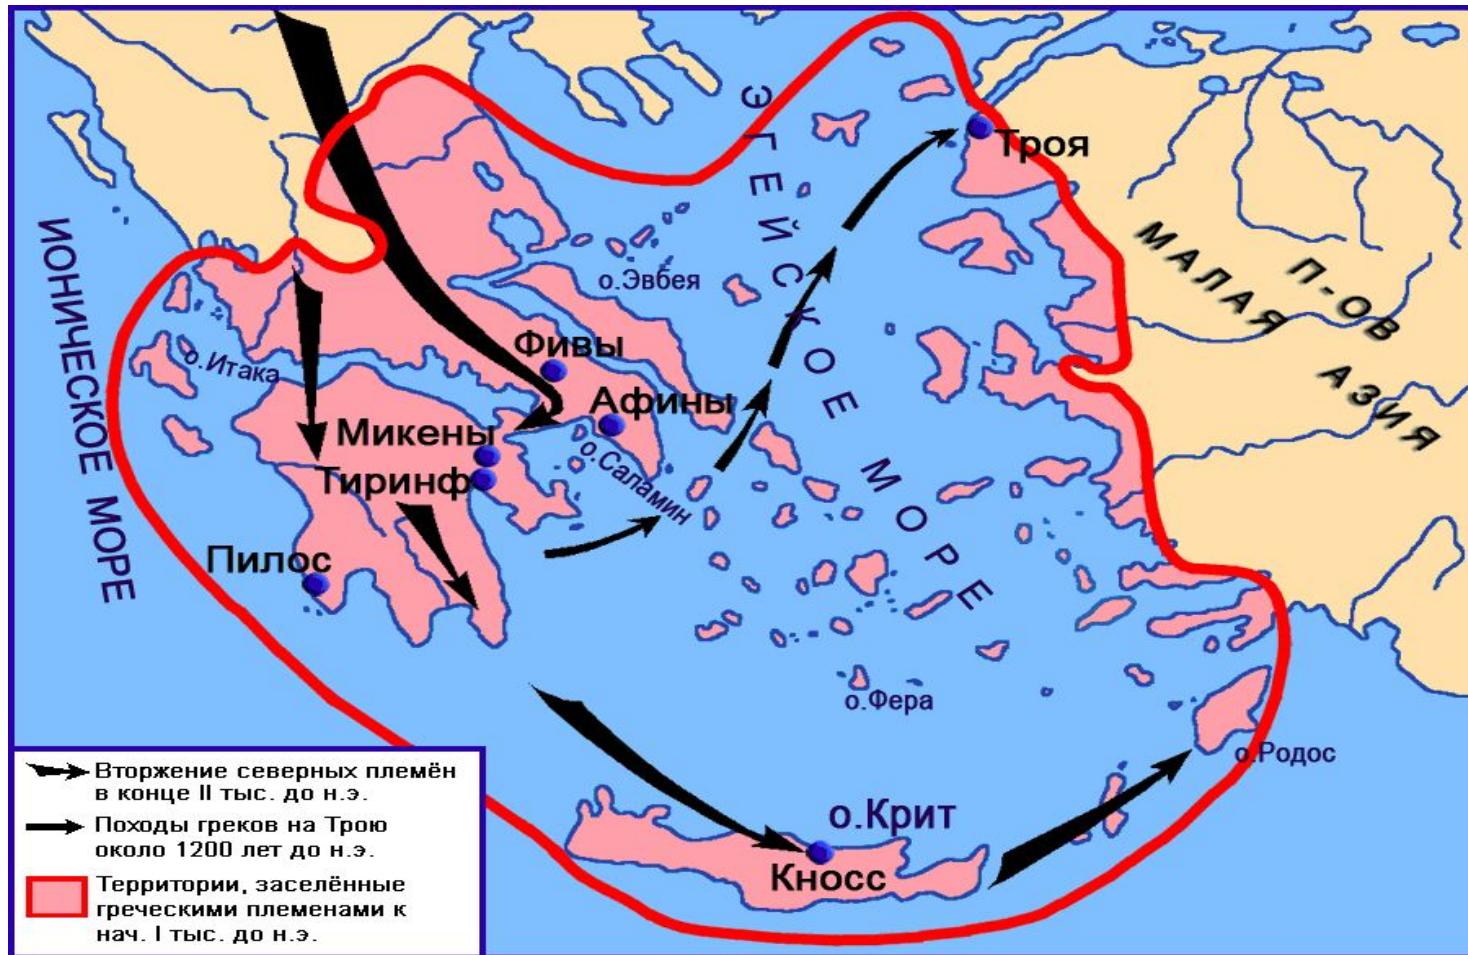 ЭГЕЙСКОЕ МОРЕ
Троя
ИОНИЧЕСКОЕ МОРЕ
П-ОВ
МАЛАЯ АЗИЯ
о.Эвбея
о.Итака
Фивы
Афины
Микены
о.Саламин
Тиринф
Пилос
о.Фера
о.Родос
о.Крит
Кносс
Вторжение северных племён
в конце II тыс. до н.э.
Походы греков на Трою
около 1200 лет до н.э.
Территории, заселённые
греческими племенами к
нач. I тыс. до н.э.